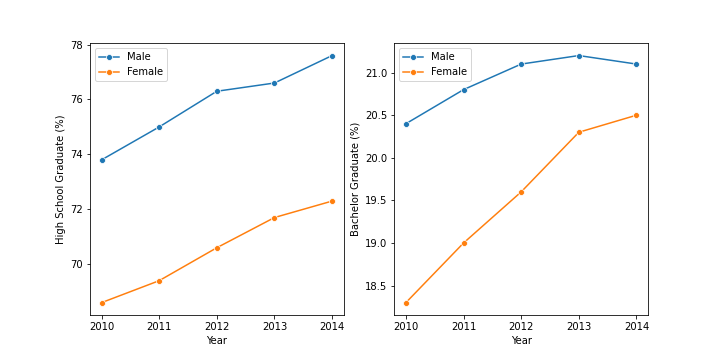 78
76
74
72
70
High School Graduate (%)
Male
Female
2010 2011 2012 2013 2014
Year
21.0
20.5
20.0
19.5
19.0
18.5
Bachelor Graduate (%)
Male
Female
2010 2011 2012 2013 2014
Year